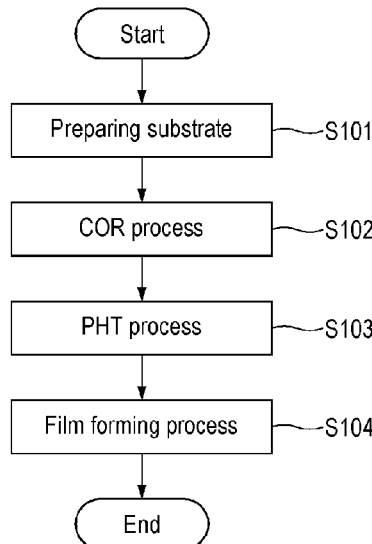 Start
Preparing substrate
S101
COR process
S102
PHT process
S103
Film forming process
S104
End